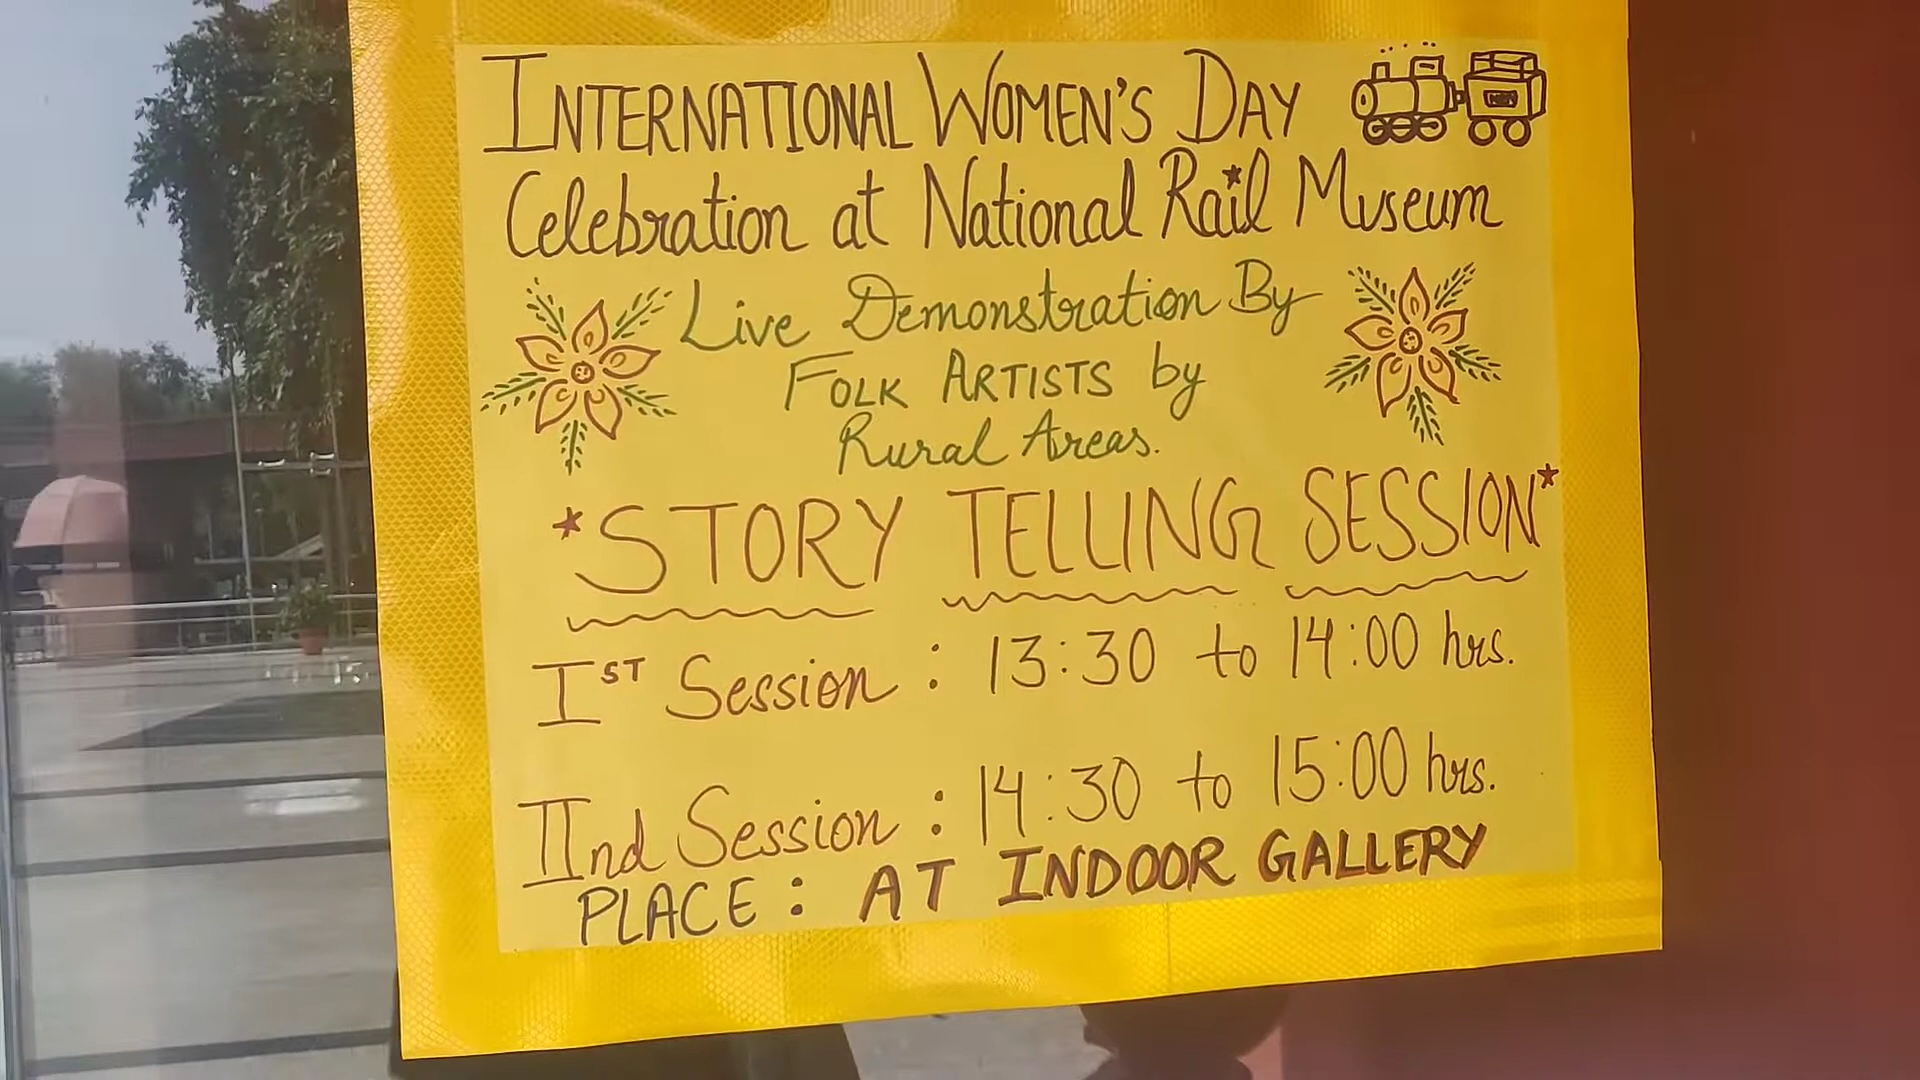 INTERNATIONAL WOMEN'S DAY
Celebration at National Rail Museum
Live Demonstration By
FOLK ARTISTS by
Rural Areas.
*STORY TELLING SESSION*
Iˢᵀ Session : 13:30 to 14:00 hrs.
IInd Session : 14:30 to 15:00 hrs.
PLACE : AT INDOOR GALLERY